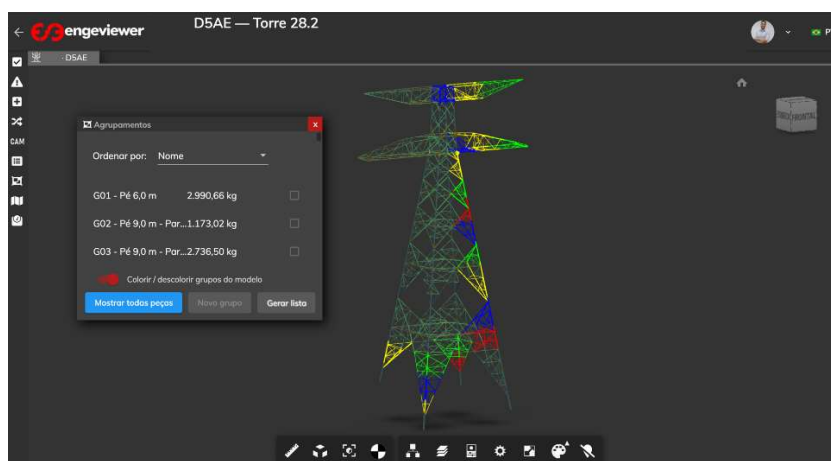 engeviewer
D5AE — Torre 28.2
D5AE
Agrupamentos
x
Ordenar por: Nome
G01 - Pé 6,0 m 2.990,66 kg
G02 - Pé 9,0 m - Par...1.173,02 kg
G03 - Pé 9,0 m - Par...2.736,50 kg
Colorir / descolorir grupos do modelo
Mostrar todas peças Novo grupo Gerar lista
CAM
FRONTAL